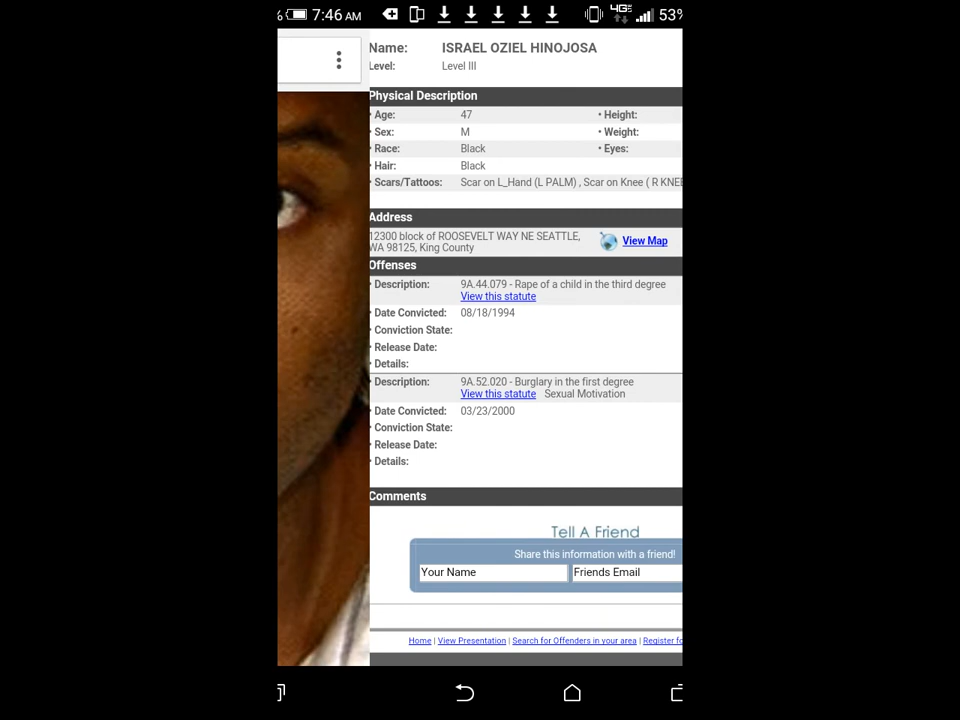 % 7:46 AM 4G 53%
Name: ISRAEL OZIEL HINOJOSA
Level: Level III
Physical Description
• Age: 47 • Height:
• Sex: M • Weight:
• Race: Black • Eyes:
• Hair: Black
• Scars/Tattoos: Scar on L_Hand (L PALM) , Scar on Knee ( R KNEE
Address
12300 block of ROOSEVELT WAY NE SEATTLE,
WA 98125, King County
View Map
Offenses
• Description: 9A.44.079 - Rape of a child in the third degree
View this statute
• Date Convicted: 08/18/1994
• Conviction State:
• Release Date:
• Details:
• Description: 9A.52.020 - Burglary in the first degree
View this statute Sexual Motivation
• Date Convicted: 03/23/2000
• Conviction State:
• Release Date:
• Details:
Comments
Tell A Friend
Share this information with a friend!
Your Name Friends Email
Home | View Presentation | Search for Offenders in your area | Register fo